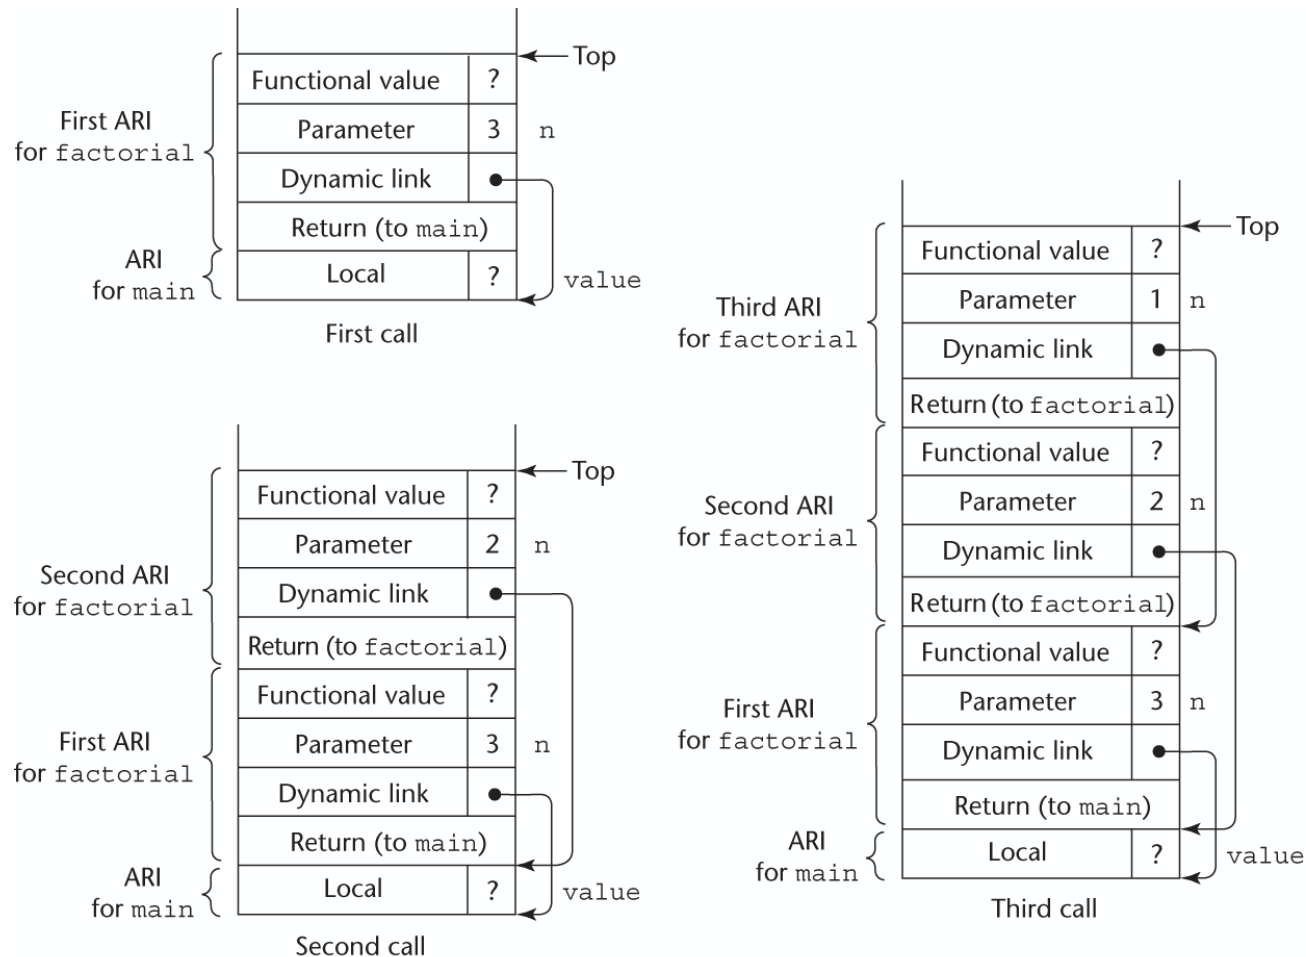 Top
Functional value ?
First ARI
for factorial
Parameter 3 n
Dynamic link
Return (to main)
ARI
for main
Local ?
value
First call
Top
Functional value ?
Parameter 2 n
Second ARI
for factorial
Dynamic link
Return (to factorial)
Functional value ?
First ARI
for factorial
Parameter 3 n
Dynamic link
Return (to main)
ARI
for main
Local ?
value
Second call
Top
Functional value ?
Third ARI
for factorial
Parameter 1 n
Dynamic link
Return (to factorial)
Functional value ?
Second ARI
for factorial
Parameter 2 n
Dynamic link
Return (to factorial)
Functional value ?
First ARI
for factorial
Parameter 3 n
Dynamic link
Return (to main)
ARI
for main
Local ?
value
Third call